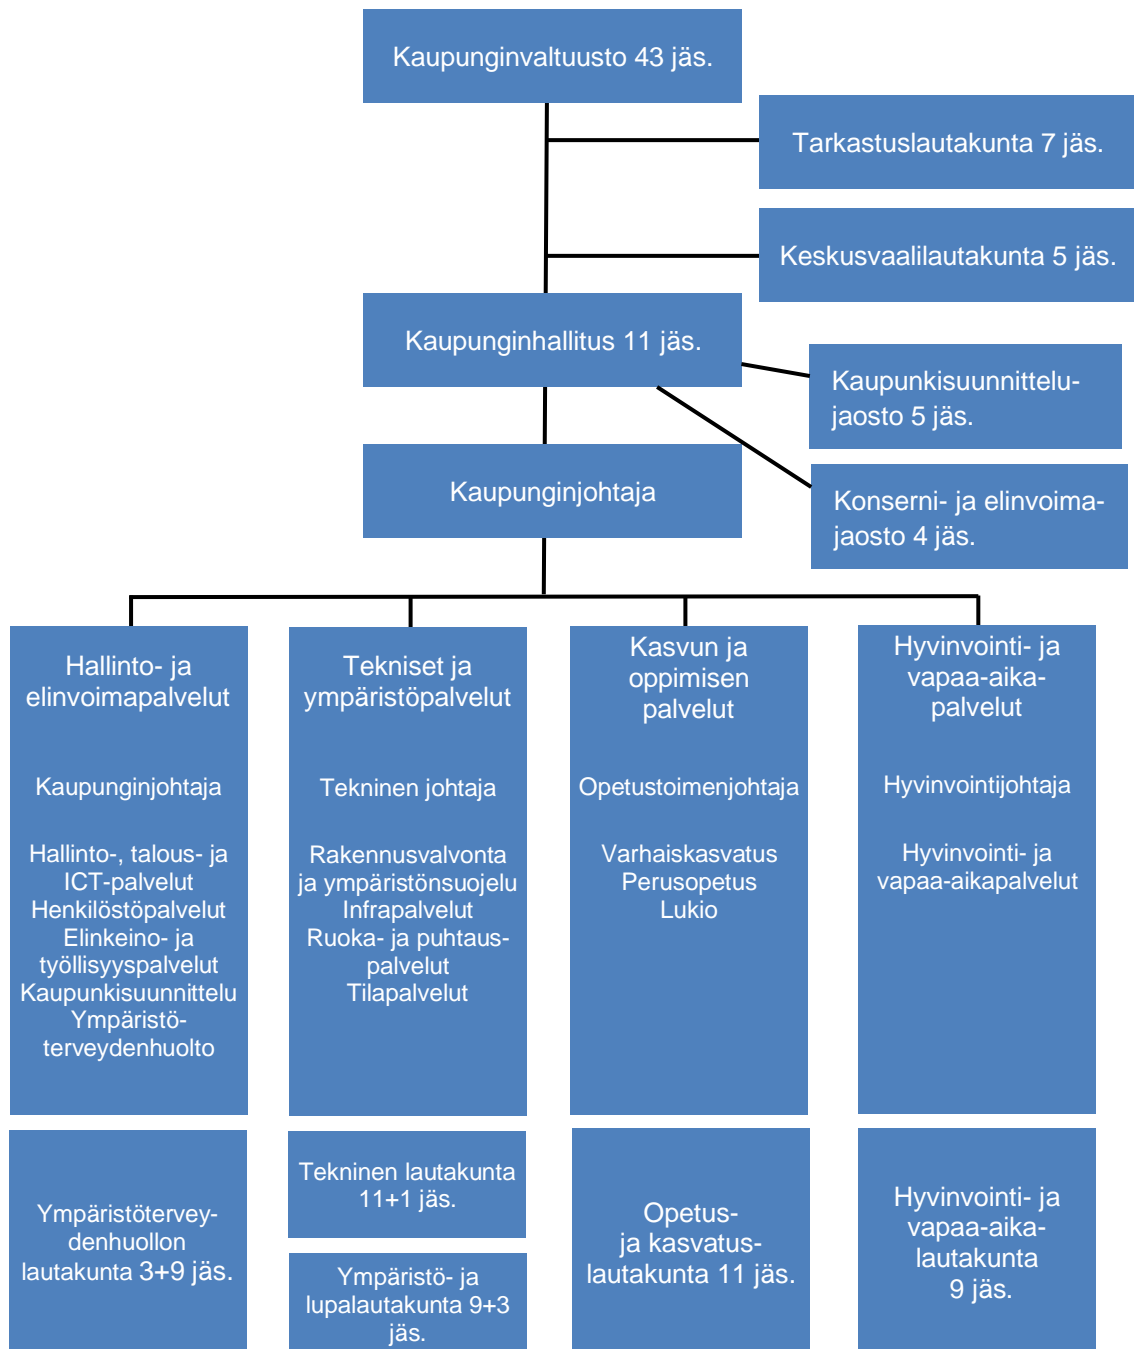 Kaupunginvaltuusto 43 jäs.
Tarkastuslautakunta 7 jäs.
Keskusvaalilautakunta 5 jäs.
Kaupunginhallitus 11 jäs.
Kaupunkisuunnittelu-
jaosto 5 jäs.
Kaupunginjohtaja
Konserni- ja elinvoima-
jaosto 4 jäs.
Hallinto- ja
elinvoimapalvelut
Kaupunginjohtaja
Hallinto-, talous- ja
ICT-palvelut
Henkilöstöpalvelut
Elinkeino- ja
työllisyyspalvelut
Kaupunkisuunnittelu
Ympäristö-
terveydenhuolto
Ympäristötervey-
denhuollon
lautakunta 3+9 jäs.
Tekniset ja
ympäristöpalvelut
Tekninen johtaja
Rakennusvalvonta
ja ympäristönsuojelu
Infrapalvelut
Ruoka- ja puhtaus-
palvelut
Tilapalvelut
Tekninen lautakunta
11+1 jäs.
Ympäristö- ja
lupalautakunta 9+3
jäs.
Kasvun ja
oppimisen
palvelut
Opetustoimenjohtaja
Varhaiskasvatus
Perusopetus
Lukio
Opetus-
ja kasvatus-
lautakunta 11 jäs.
Hyvinvointi- ja
vapaa-aika-
palvelut
Hyvinvointijohtaja
Hyvinvointi- ja
vapaa-aikapalvelut
Hyvinvointi- ja
vapaa-aika-
lautakunta
9 jäs.